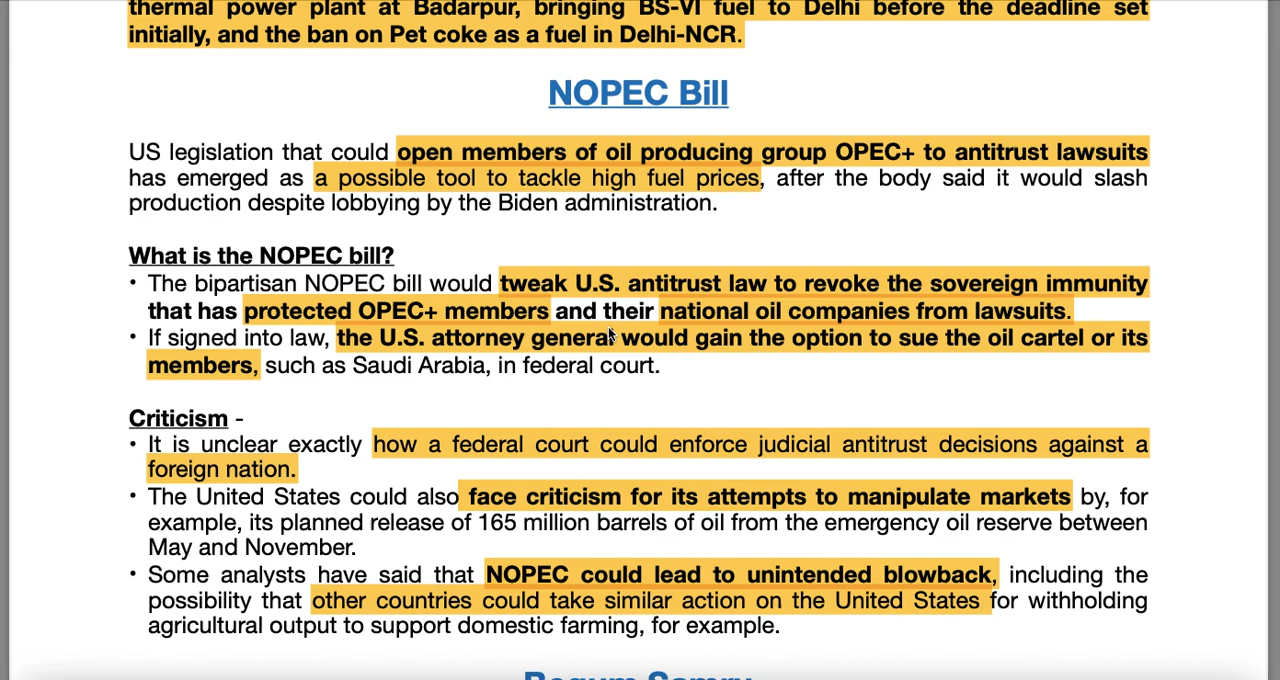 thermal power plant at Badarpur, bringing BS-VI fuel to Delhi before the deadline set
initially, and the ban on Pet coke as a fuel in Delhi-NCR.
NOPEC Bill
US legislation that could open members of oil producing group OPEC+ to antitrust lawsuits
has emerged as a possible tool to tackle high fuel prices, after the body said it would slash
production despite lobbying by the Biden administration.
What is the NOPEC bill?
• The bipartisan NOPEC bill would tweak U.S. antitrust law to revoke the sovereign immunity
that has protected OPEC+ members and their national oil companies from lawsuits.
• If signed into law, the U.S. attorney general would gain the option to sue the oil cartel or its
members, such as Saudi Arabia, in federal court.
Criticism -
• It is unclear exactly how a federal court could enforce judicial antitrust decisions against a
foreign nation.
• The United States could also face criticism for its attempts to manipulate markets by, for
example, its planned release of 165 million barrels of oil from the emergency oil reserve between
May and November.
• Some analysts have said that NOPEC could lead to unintended blowback, including the
possibility that other countries could take similar action on the United States for withholding
agricultural output to support domestic farming, for example.
Begum Samru